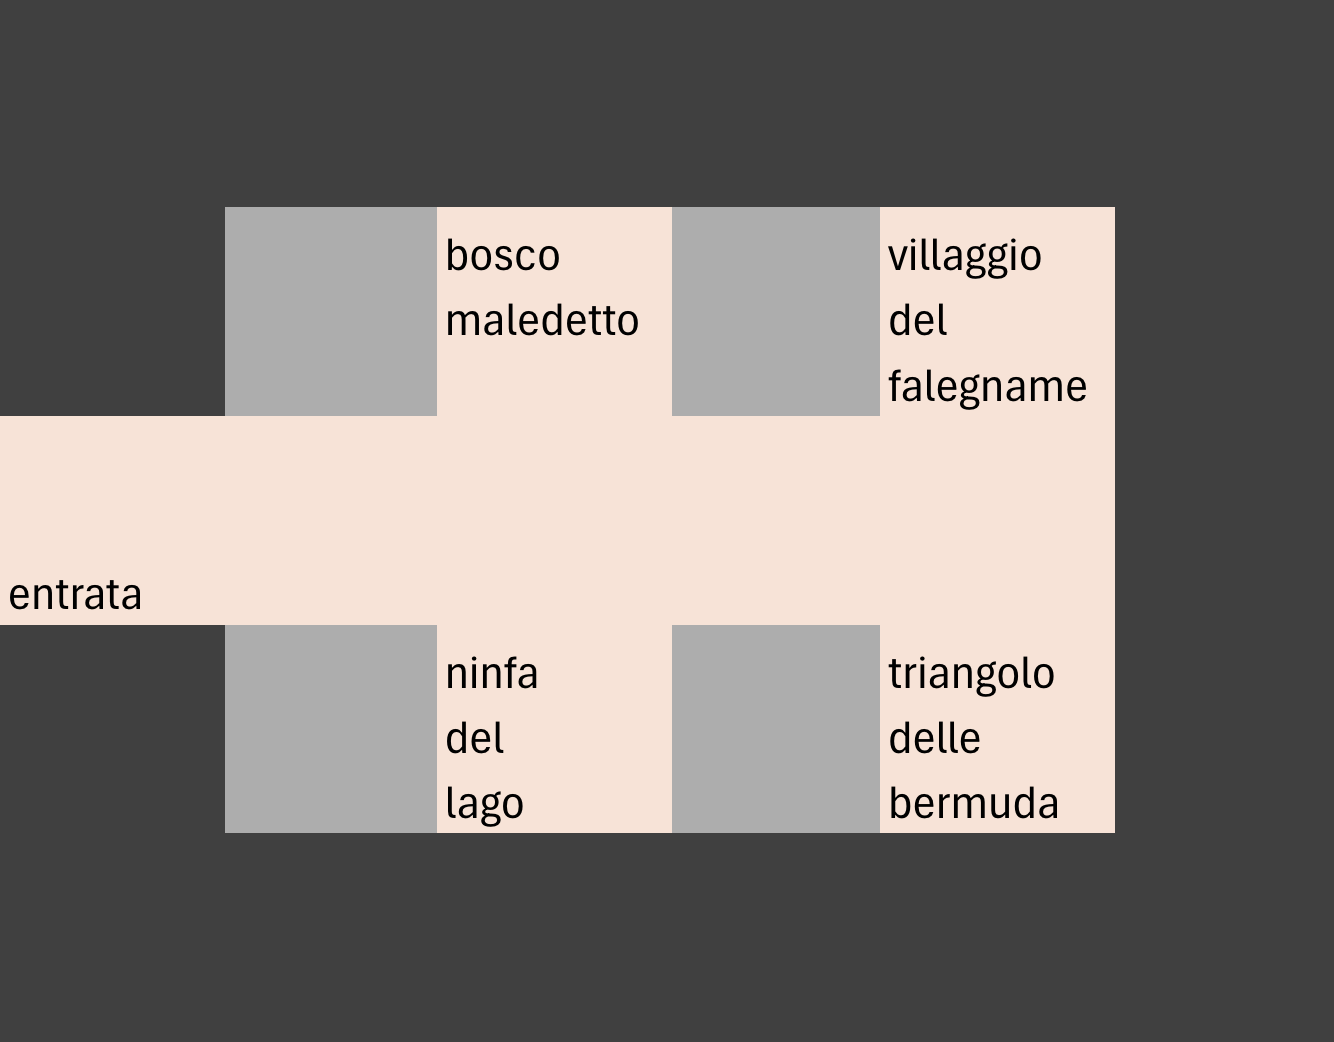 bosco
maledetto
villaggio
del
falegname
entrata
ninfa
del
lago
triangolo
delle
bermuda